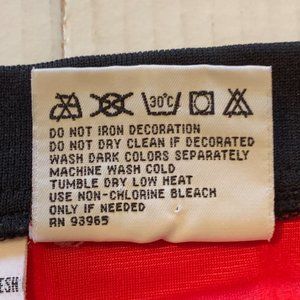 30°C
DO NOT IRON DECORATION
DO NOT DRY CLEAN IF DECORATED
WASH DARK COLORS SEPARATELY
MACHINE WASH COLD
TUMBLE DRY LOW HEAT
USE NON-CHLORINE BLEACH
ONLY IF NEEDED
RN 93965
ESH